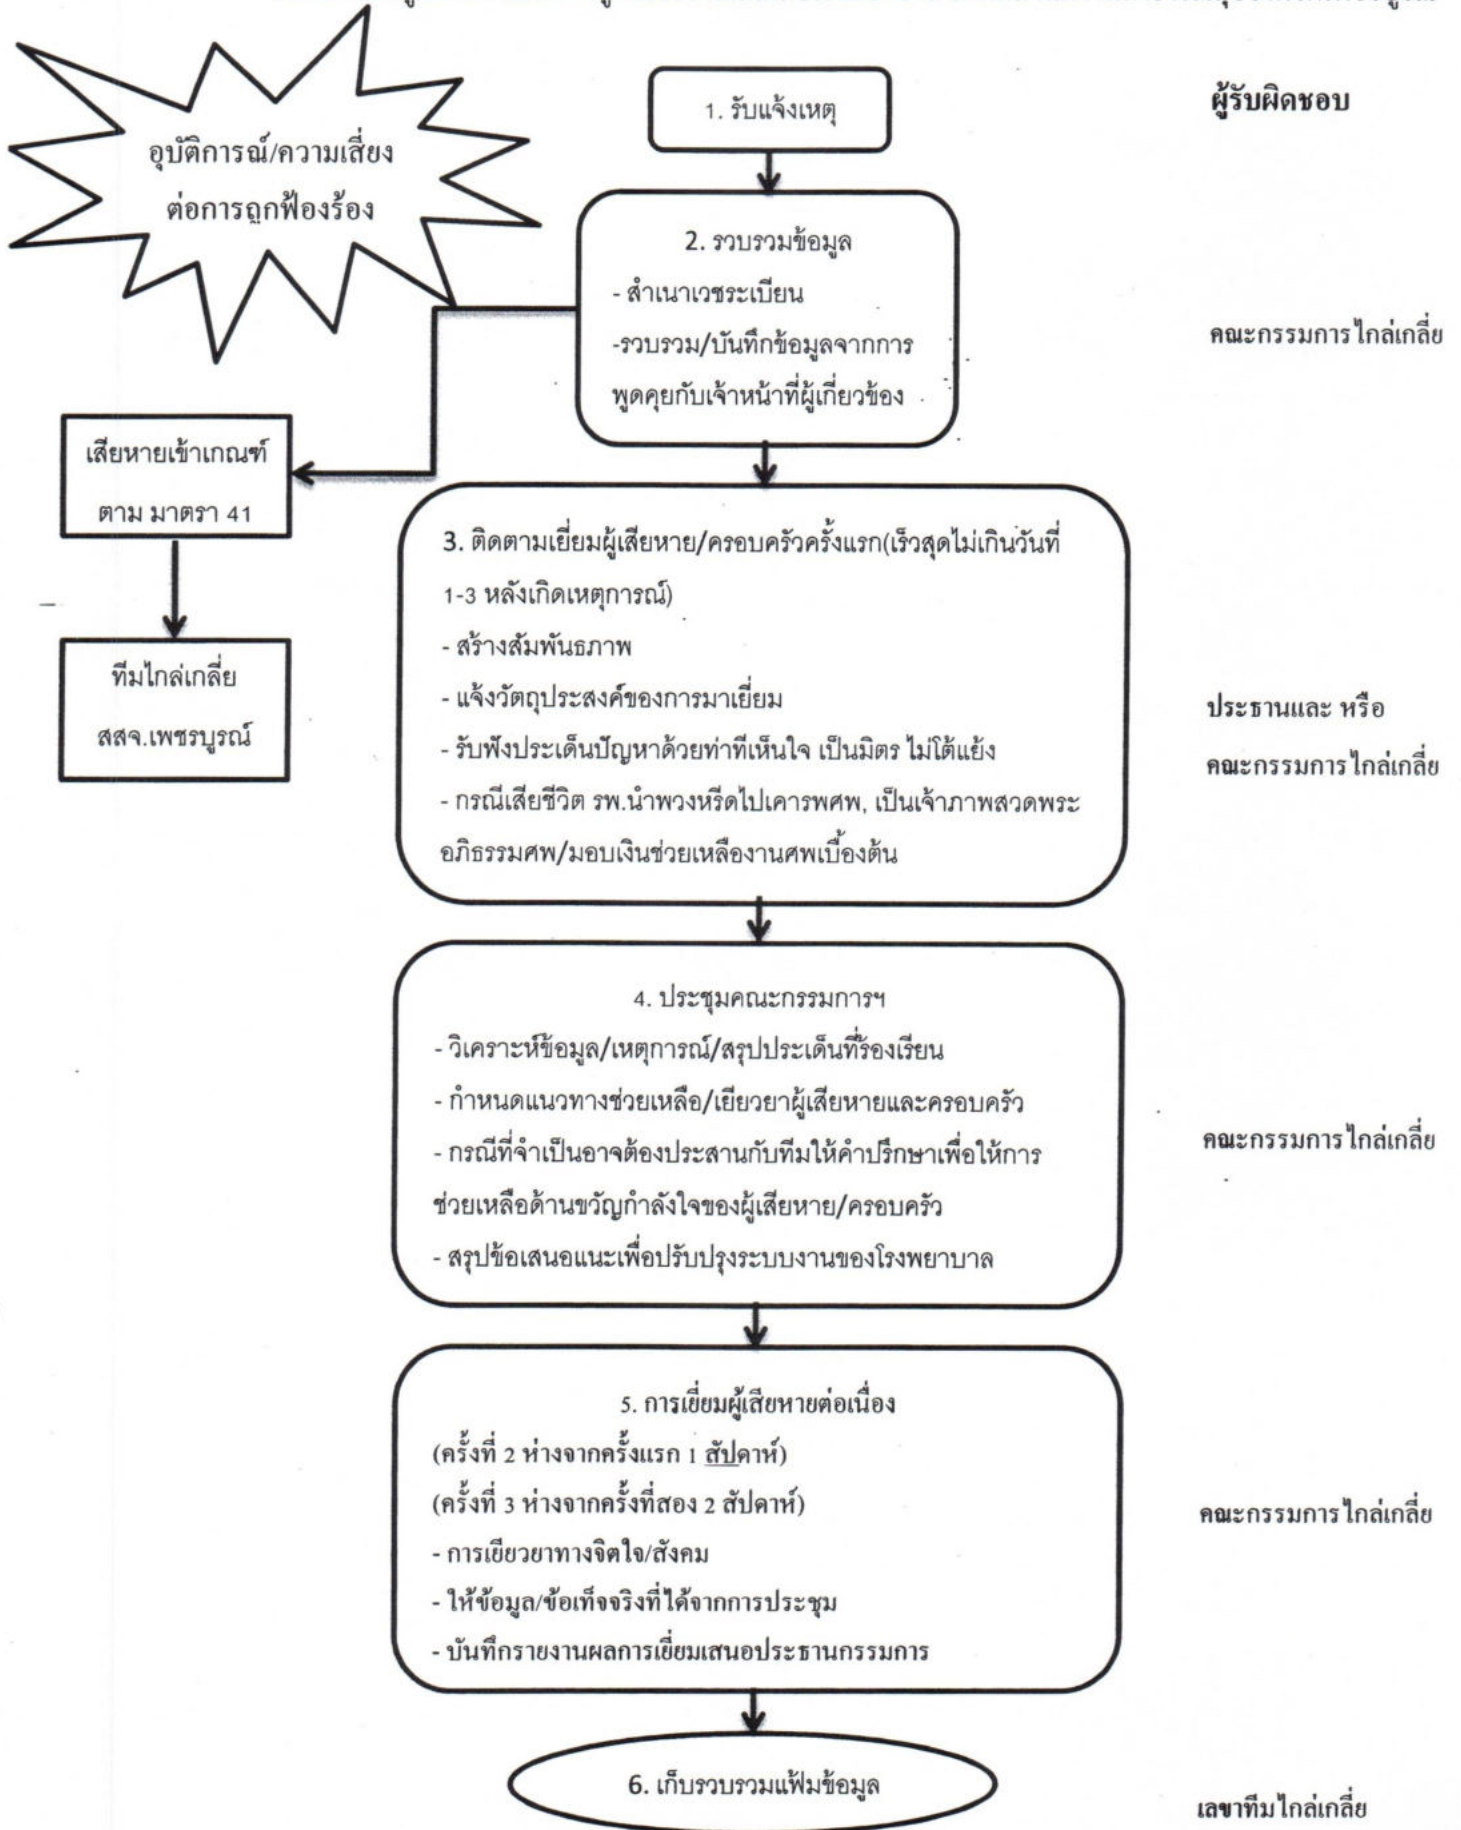 ผู้รับผิดชอบ
อุบัติการณ์/ความเสี่ยง
ต่อการถูกฟ้องร้อง
1. รับแจ้งเหตุ
2. รวบรวมข้อมูล
- สำเนาเวชระเบียน
-รวบรวม/บันทึกข้อมูลจากการ
พูดคุยกับเจ้าหน้าที่ผู้เกี่ยวข้อง
คณะกรรมการไกล่เกลี่ย
เสียหายเข้าเกณฑ์
ตาม มาตรา 41
ทีมไกล่เกลี่ย
สสจ.เพชรบูรณ์
3. ติดตามเยี่ยมผู้เสียหาย/ครอบครัวครั้งแรก(เร็วสุดไม่เกินวันที่
1-3 หลังเกิดเหตุการณ์)
- สร้างสัมพันธภาพ
- แจ้งวัตถุประสงค์ของการมาเยี่ยม
- รับฟังประเด็นปัญหาด้วยท่าทีเห็นใจ เป็นมิตร ไม่โต้แย้ง
- กรณีเสียชีวิต รพ.นำพวงหรีดไปเคารพศพ, เป็นเจ้าภาพสวดพระ
อภิธรรมศพ/มอบเงินช่วยเหลืองานศพเบื้องต้น
ประธานและ หรือ
คณะกรรมการไกล่เกลี่ย
4. ประชุมคณะกรรมการฯ
- วิเคราะห์ข้อมูล/เหตุการณ์/สรุปประเด็นที่ร้องเรียน
- กำหนดแนวทางช่วยเหลือ/เยียวยาผู้เสียหายและครอบครัว
- กรณีที่จำเป็นอาจต้องประสานกับทีมให้คำปรึกษาเพื่อให้การ
ช่วยเหลือด้านขวัญกำลังใจของผู้เสียหาย/ครอบครัว
- สรุปข้อเสนอแนะเพื่อปรับปรุงระบบงานของโรงพยาบาล
คณะกรรมการไกล่เกลี่ย
5. การเยี่ยมผู้เสียหายต่อเนื่อง
(ครั้งที่ 2 ห่างจากครั้งแรก 1 สัปดาห์)
(ครั้งที่ 3 ห่างจากครั้งที่สอง 2 สัปดาห์)
- การเยียวยาทางจิตใจ/สังคม
- ให้ข้อมูล/ข้อเท็จจริงที่ได้จากการประชุม
- บันทึกรายงานผลการเยี่ยมเสนอประธานกรรมการ
คณะกรรมการไกล่เกลี่ย
6. เก็บรวบรวมแฟ้มข้อมูล
เลขาทีมไกล่เกลี่ย